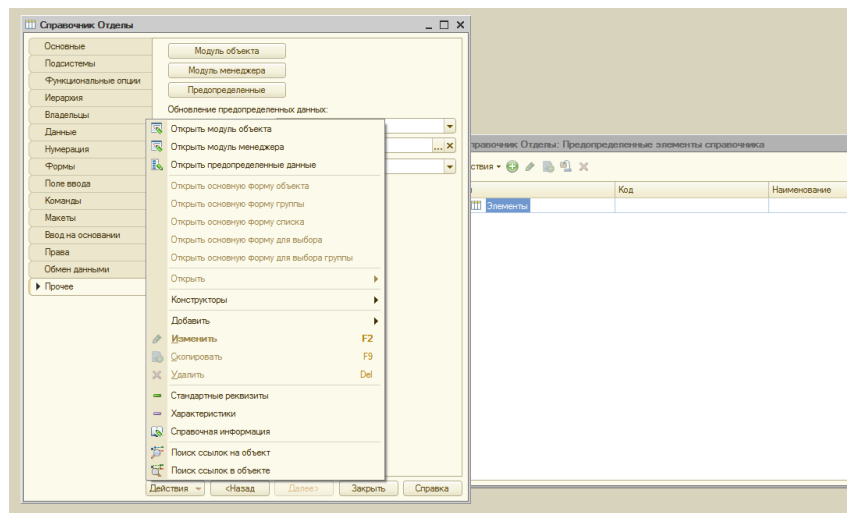 Справочник Отделы
Основные
Подсистемы
Функциональные опции
Иерархия
Владельцы
Данные
Нумерация
Формы
Поле ввода
Команды
Макеты
Ввод на основании
Права
Обмен данными
Прочее
Модуль объекта
Модуль менеджера
Предопределенные
Обновление предопределенных данных:
Открыть модуль объекта
Открыть модуль менеджера
Открыть предопределенные данные
Открыть основную форму объекта
Открыть основную форму группы
Открыть основную форму списка
Открыть основную форму для выбора
Открыть основную форму для выбора группы
Открыть
Конструкторы
Добавить
Изменить F2
Скопировать F9
Удалить Del
Стандартные реквизиты
Характеристики
Справочная информация
Поиск ссылок на объект
Поиск ссылок в объекте
Действия <Назад Далее> Закрыть Справка
правочник Отделы: Предопределенные элементы справочника
ствия
Код Наименование
Элементы